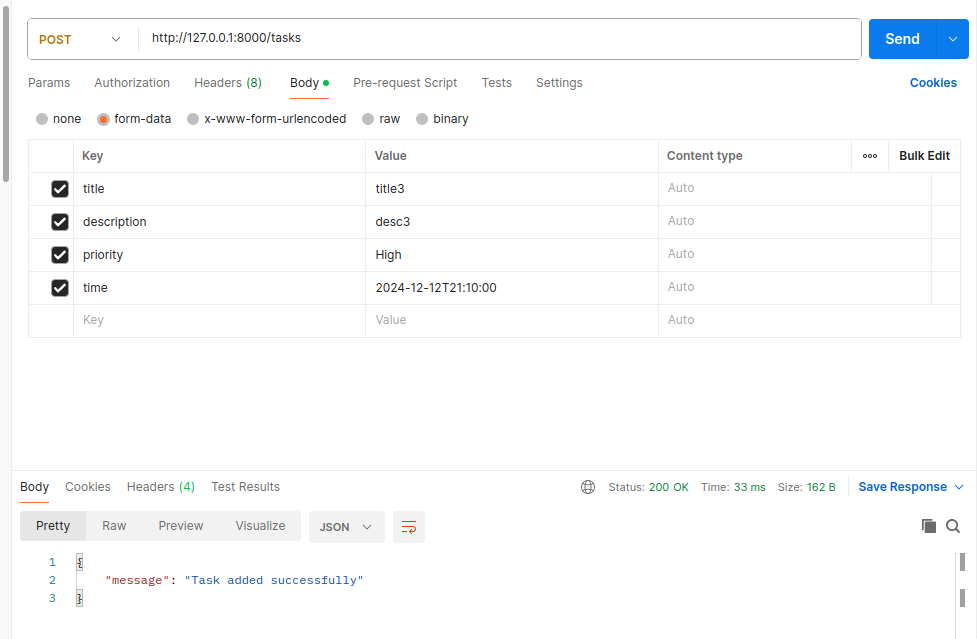 POST http://127.0.0.1:8000/tasks Send
Params Authorization Headers (8) Body Pre-request Script Tests Settings Cookies
none form-data x-www-form-urlencoded raw binary
Key Value Content type Bulk Edit
title title3 Auto
description desc3 Auto
priority High Auto
time 2024-12-12T21:10:00 Auto
Key Value Auto
Body Cookies Headers (4) Test Results Status: 200 OK Time: 33 ms Size: 162 B Save Response
Pretty Raw Preview Visualize JSON
1 {
2 "message": "Task added successfully"
3 }